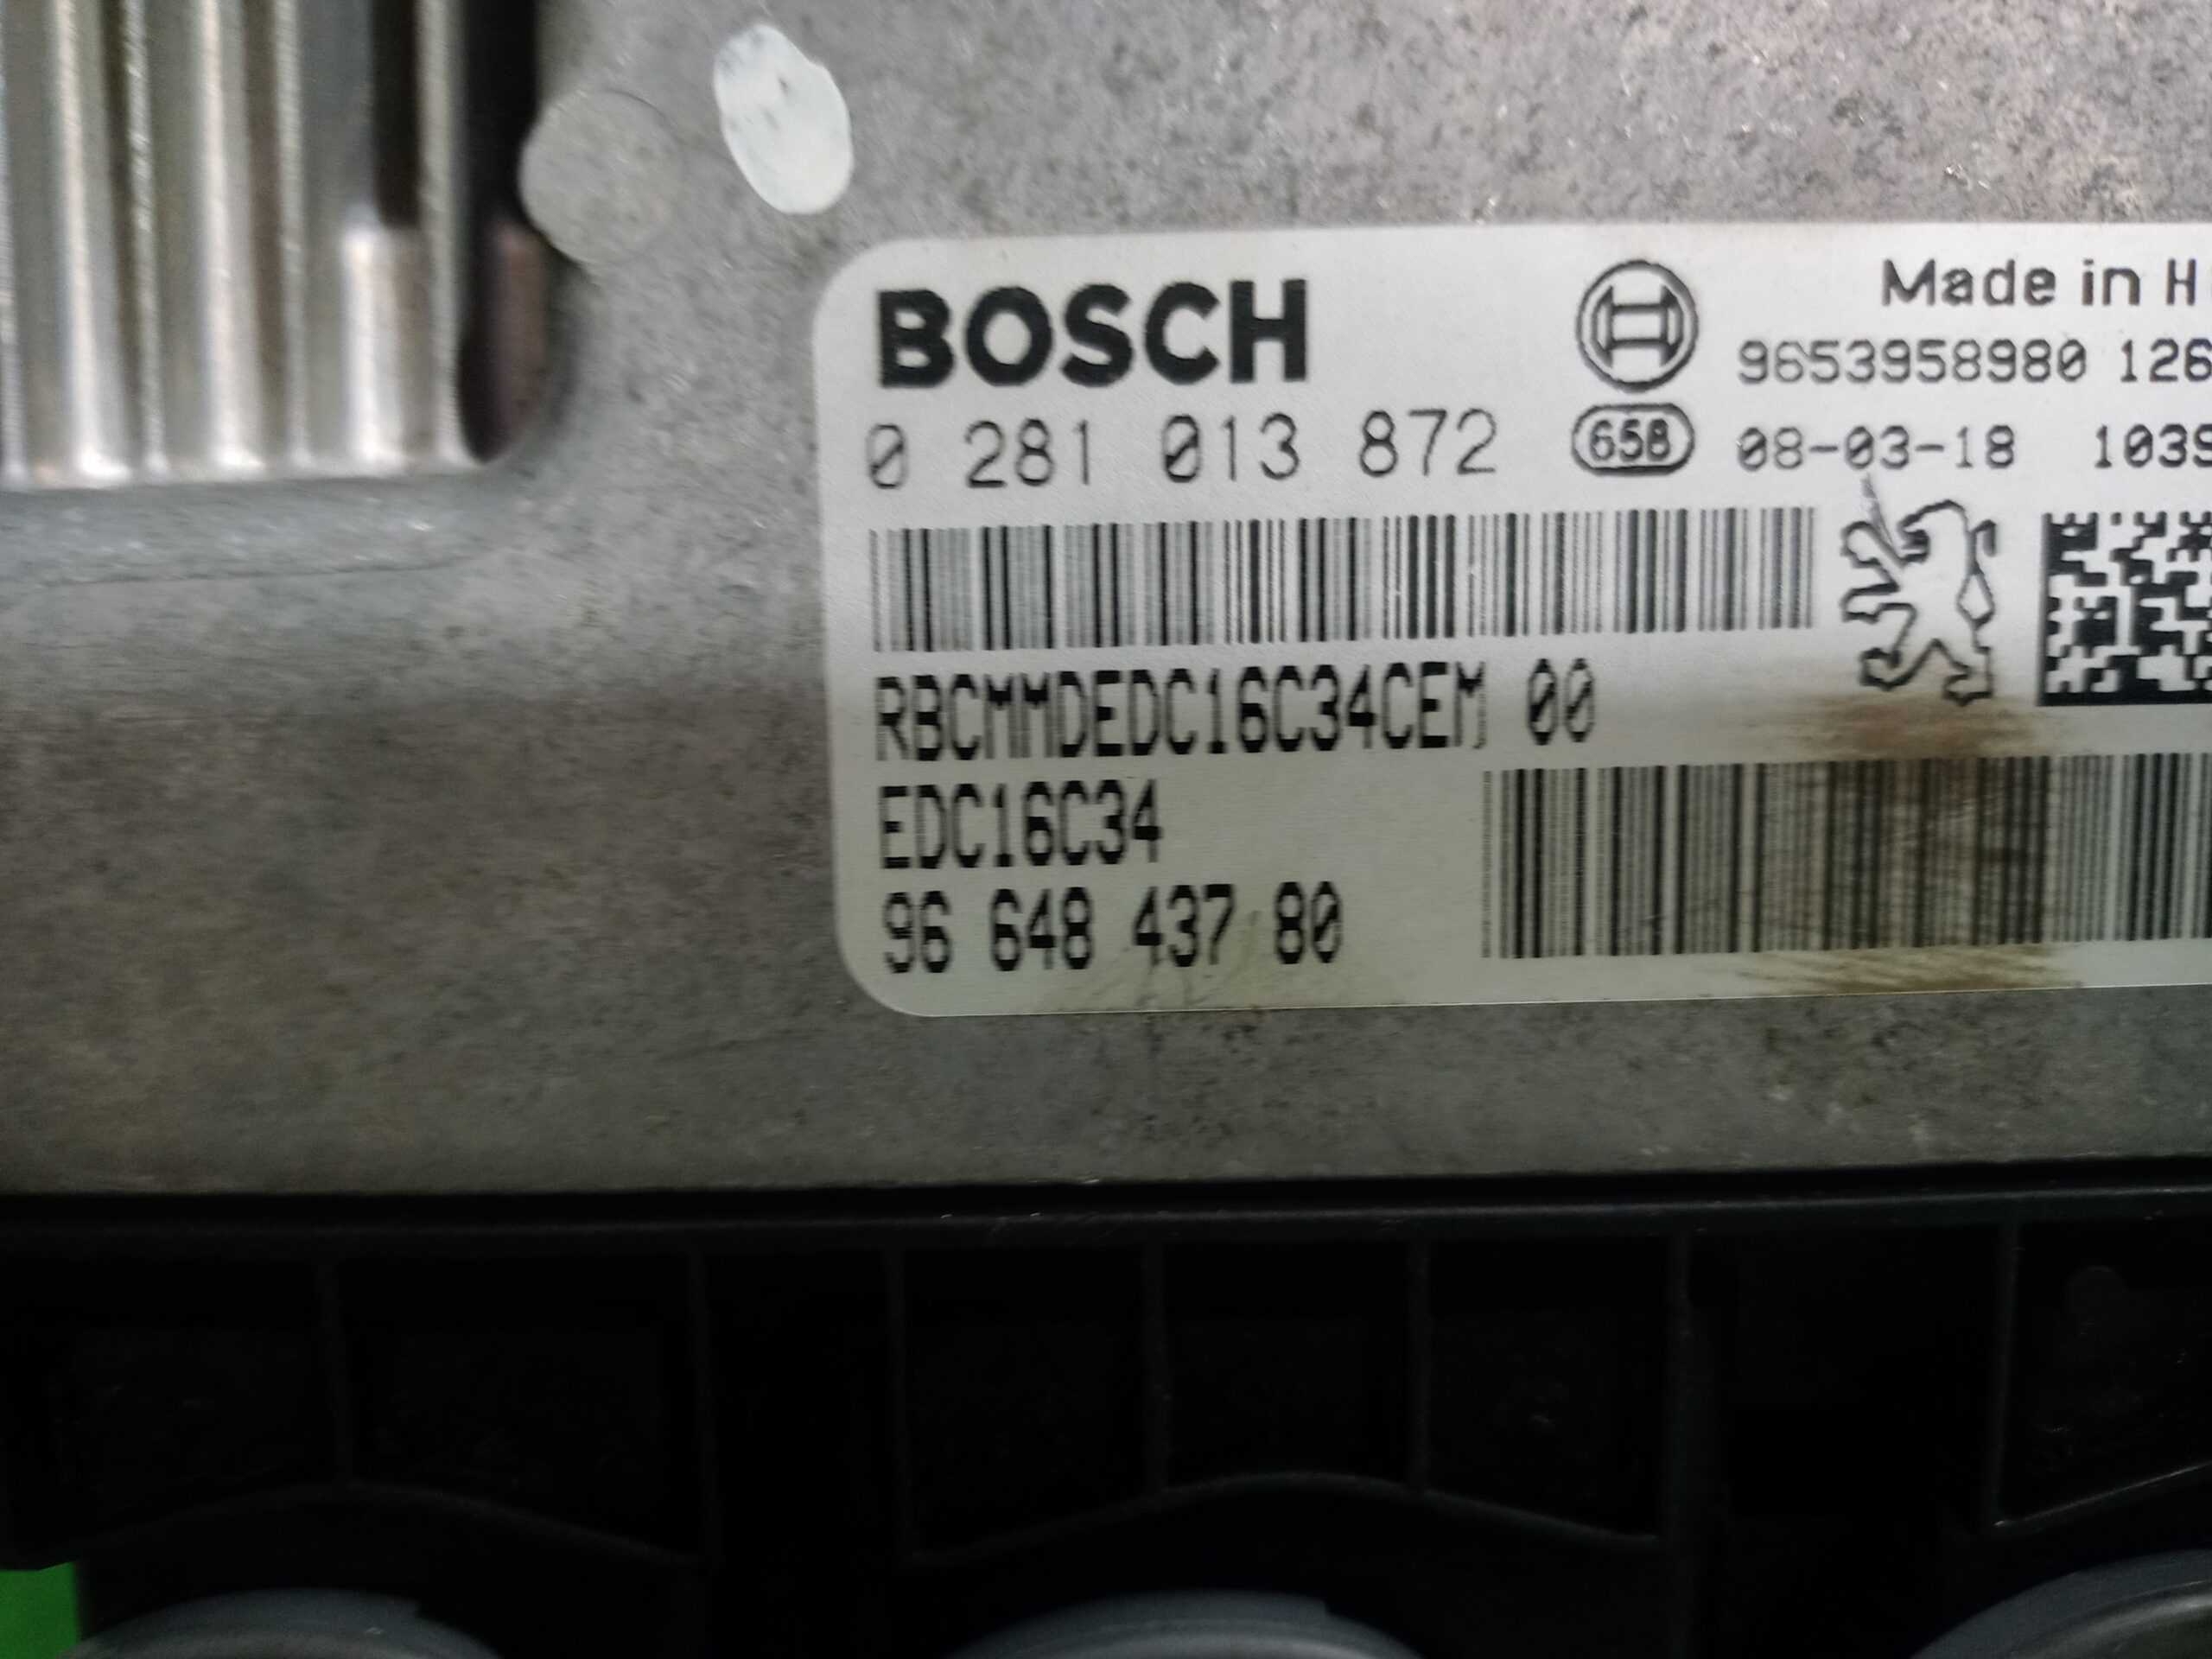 BOSCH
Made in H
9653958980 126
0 281 013 872
658
08-03-18 1039
RBCMMDEDC16C34CEM 00
EDC16C34
96 648 437 80